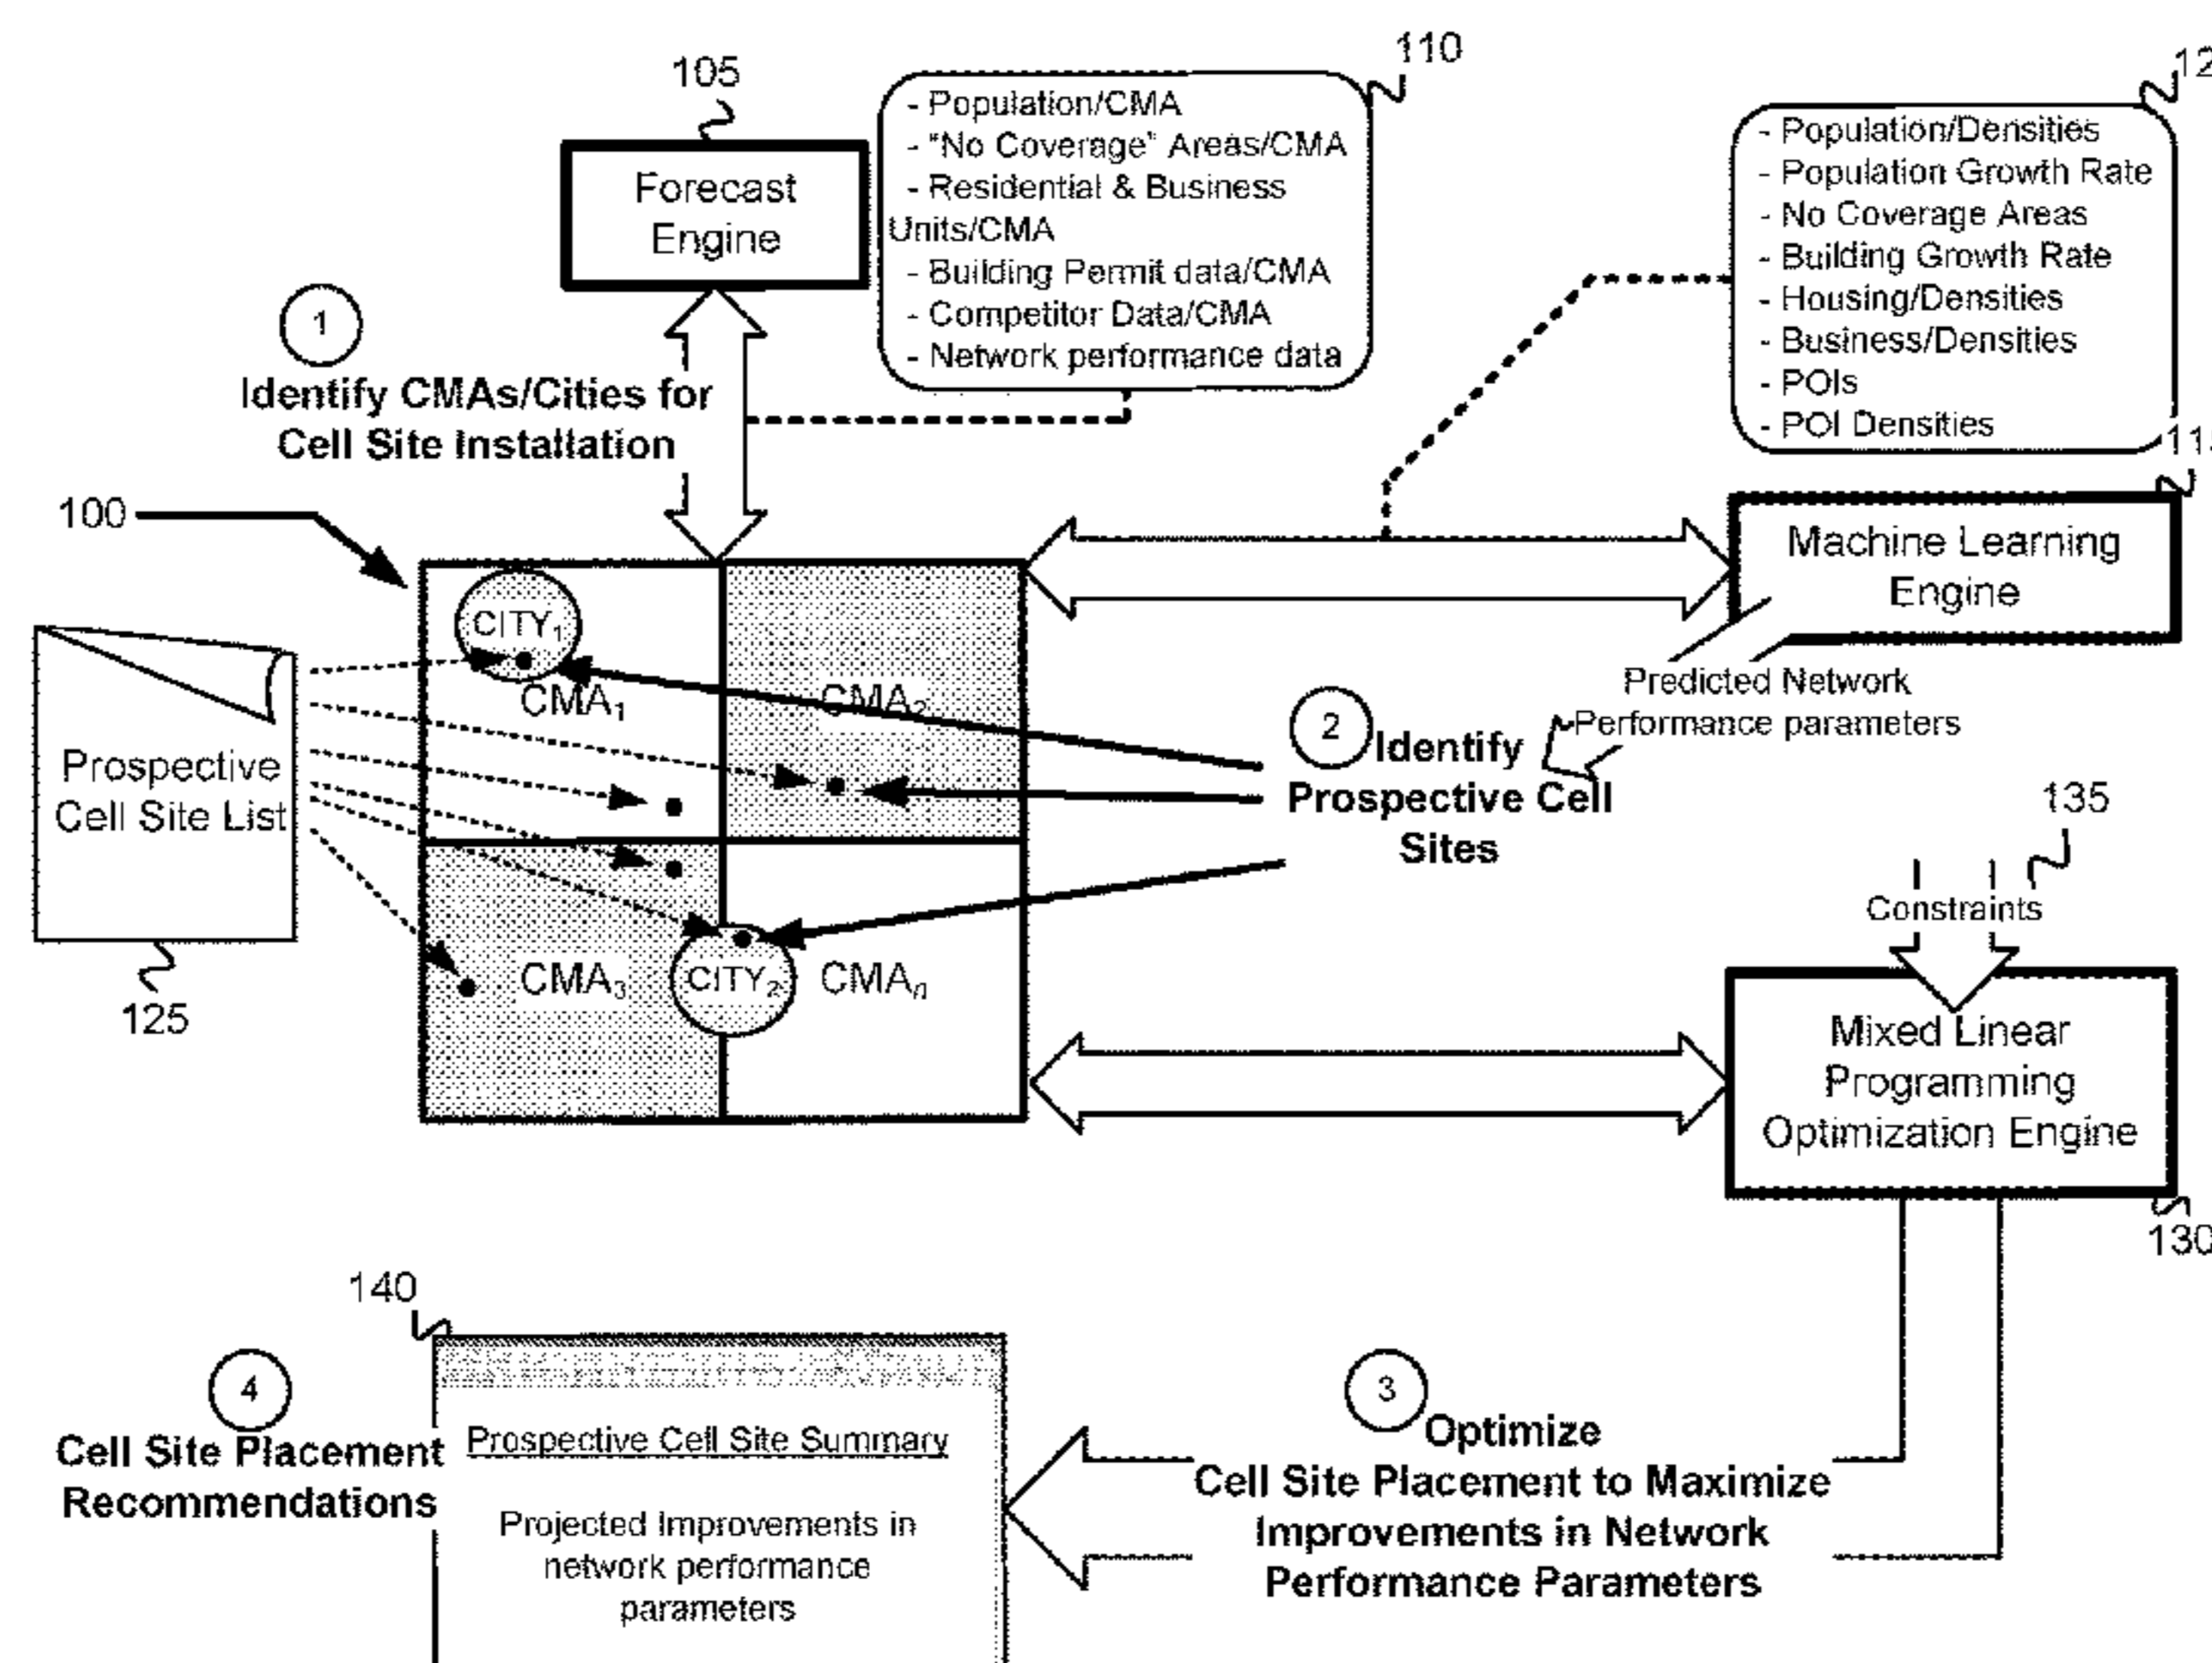 105
110
Forecast
Engine
- Population/CMA
- "No Coverage" Areas/CMA
- Residential & Business
Units/CMA
- Building Permit data/CMA
- Competitor Data/CMA
- Network performance data
- Population/Densities
- Population Growth Rate
- No Coverage Areas
- Building Growth Rate
- Housing/Densities
- Business/Densities
- POIs
- POI Densities
1
Identify CMAs/Cities for
Cell Site Installation
100
Machine Learning
Engine
CITY1
CMA1
CMA2
Predicted Network
Performance parameters
2
Identify
Prospective Cell
Sites
Prospective
Cell Site List
125
CMA3
CITY2
CMAn
135
Constraints
Mixed Linear
Programming
Optimization Engine
130
140
4
Cell Site Placement
Recommendations
Prospective Cell Site Summary
Projected Improvements in
network performance
parameters
3
Optimize
Cell Site Placement to Maximize
Improvements in Network
Performance Parameters